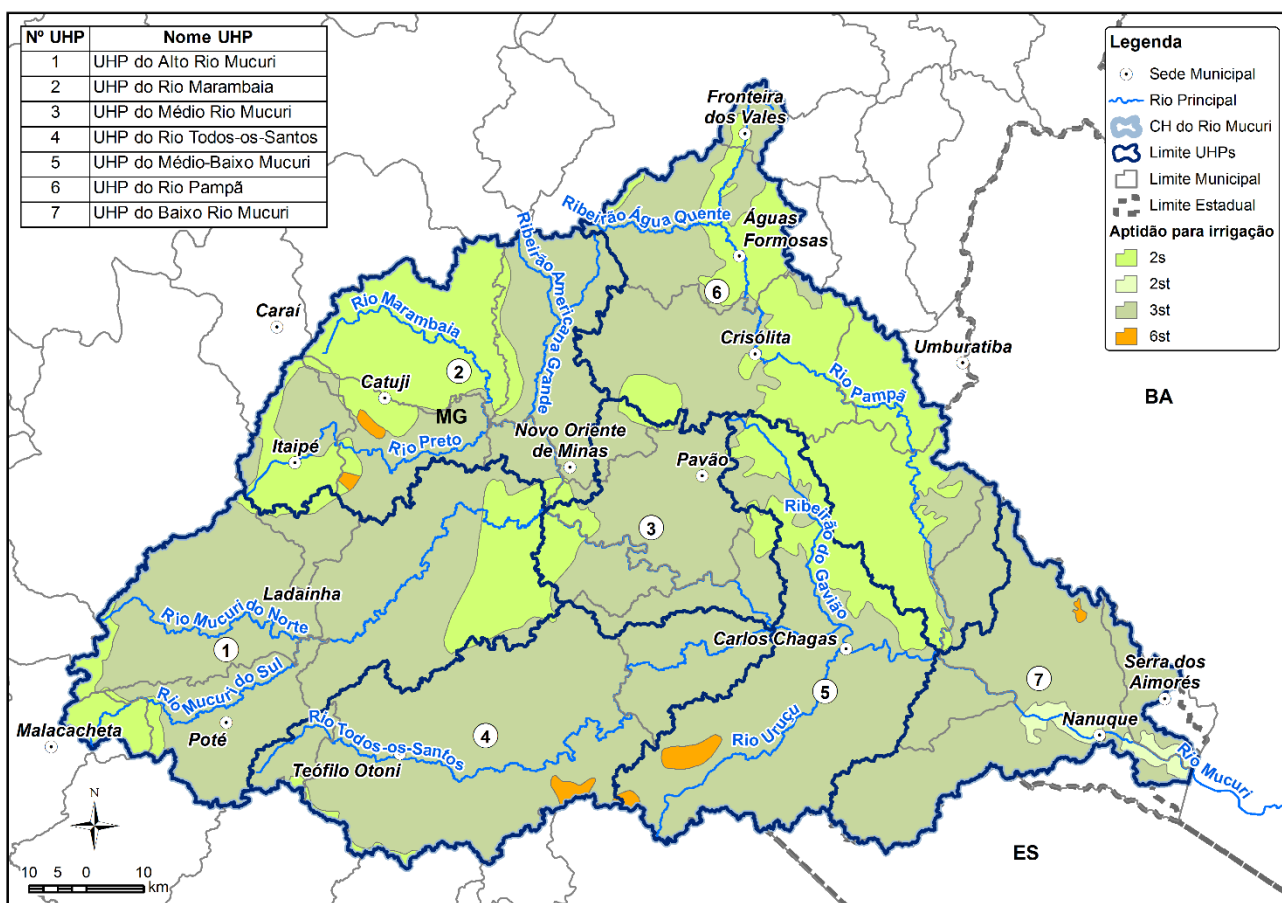 Nº UHP Nome UHP
1 UHP do Alto Rio Mucuri
2 UHP do Rio Marambaia
3 UHP do Médio Rio Mucuri
4 UHP do Rio Todos-os-Santos
5 UHP do Médio-Baixo Mucuri
6 UHP do Rio Pampã
7 UHP do Baixo Rio Mucuri
Legenda
Sede Municipal
Rio Principal
CH do Rio Mucuri
Limite UHPs
Limite Municipal
Limite Estadual
Aptidão para irrigação
2s
2st
3st
6st
Fronteira
dos Vales
Ribeirão Água Quente
Águas
Formosas
Ribeirão Americana Grande
6
Caraí
Rio Marambaia
Crisólita
Umburatiba
2
Rio Pampã
Catuji
MG
BA
Novo Oriente
de Minas
Itaipé
Rio Preto
Pavão
3
Ribeirão do Gavião
Ladainha
Rio Mucuri do Norte
1
Carlos Chagas
Rio Mucuri do Sul
5
7
Serra dos
Aimorés
Malacacheta
Poté
Rio Todos-os-Santos
4
Rio Uruçu
Nanuque
Teófilo Otoni
Rio Mucuri
N
ES
10 5 0 10
km